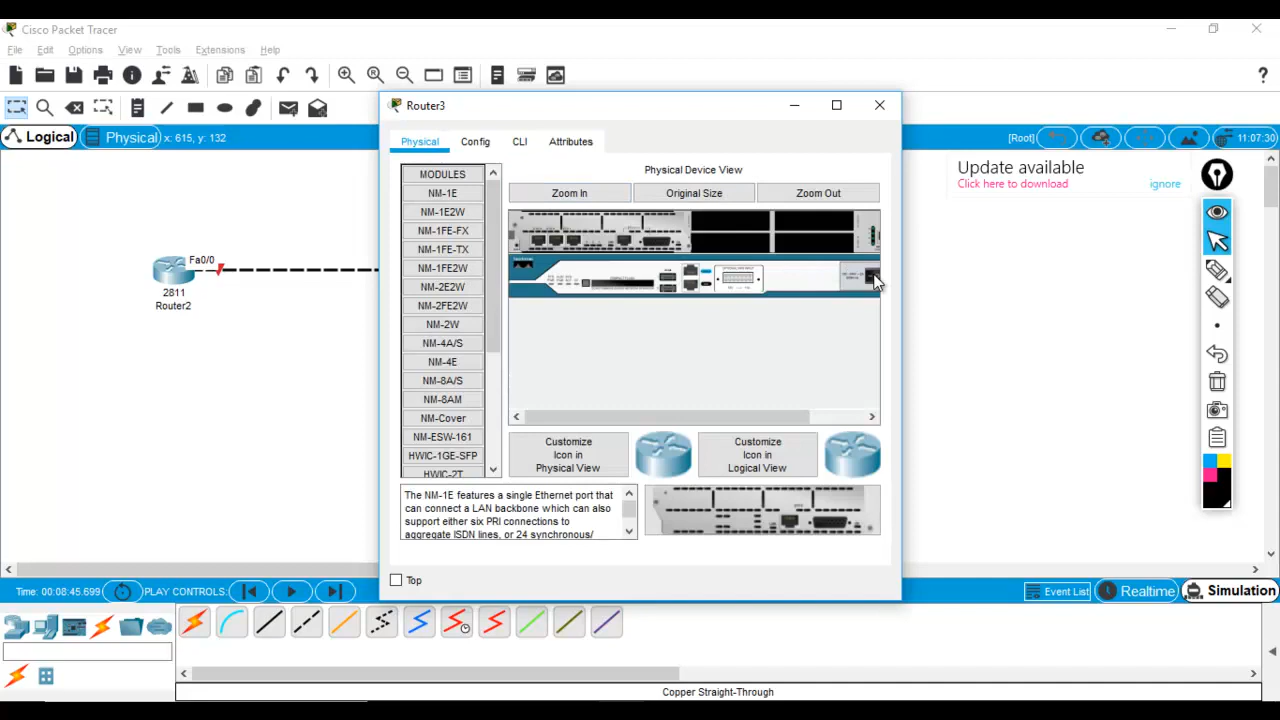 Cisco Packet Tracer
File Edit Options View Tools Extensions Help
Logical Physical x: 615, y: 132 [Root] 11:07:30
Update available
Click here to download ignore
Fa0/0
2811
Router2
Router3
Physical Config CLI Attributes
MODULES
NM-1E
NM-1E2W
NM-1FE-FX
NM-1FE-TX
NM-1FE2W
NM-2E2W
NM-2FE2W
NM-2W
NM-4A/S
NM-4E
NM-8A/S
NM-8AM
NM-Cover
NM-ESW-161
HWIC-1GE-SFP
HWIC-2T
Physical Device View
Zoom In Original Size Zoom Out
Customize
Icon in
Physical View
Customize
Icon in
Logical View
The NM-1E features a single Ethernet port that
can connect a LAN backbone which can also
support either six PRI connections to
aggregate ISDN lines, or 24 synchronous/
Top
Time: 00:08:45.699 PLAY CONTROLS: Event List Realtime Simulation
Copper Straight-Through